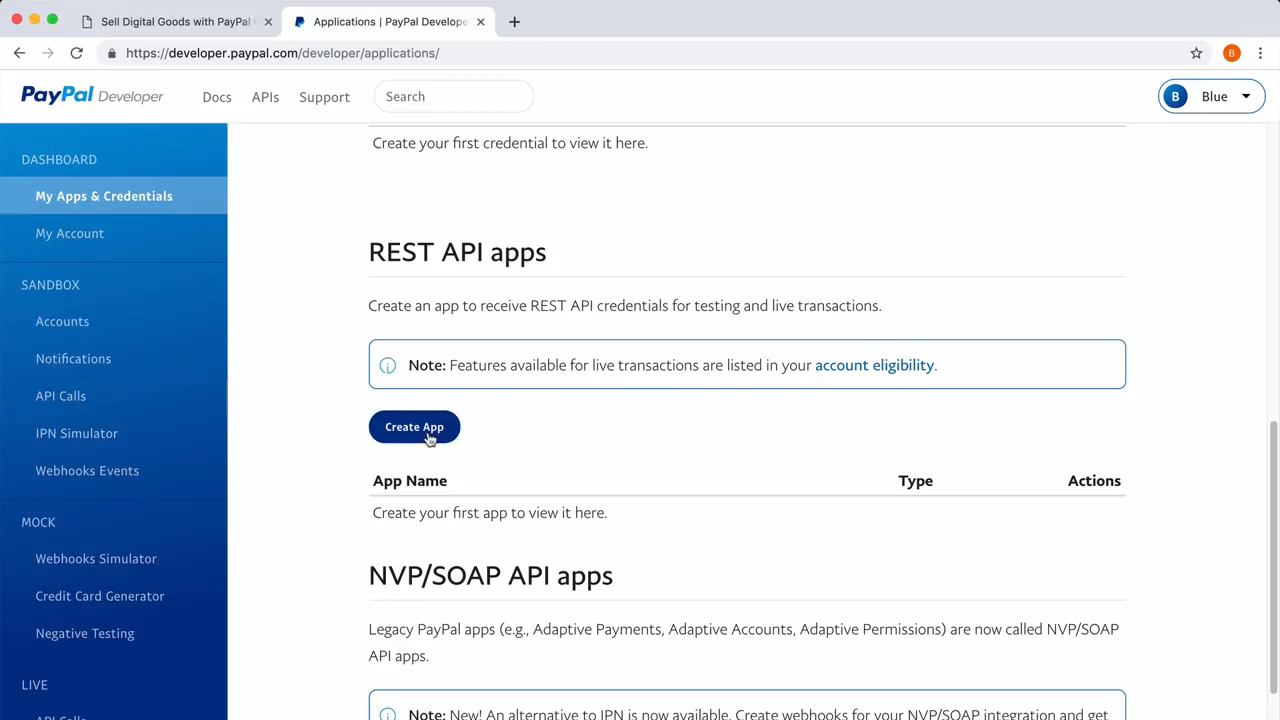 Sell Digital Goods with PayPal
Applications | PayPal Develope
https://developer.paypal.com/developer/applications/
B
PayPal Developer
Docs
APIs
Support
Search
B
Blue
DASHBOARD
My Apps & Credentials
My Account
SANDBOX
Accounts
Notifications
API Calls
IPN Simulator
Webhooks Events
MOCK
Webhooks Simulator
Credit Card Generator
Negative Testing
LIVE
API Calls
Create your first credential to view it here.
REST API apps
Create an app to receive REST API credentials for testing and live transactions.
Note: Features available for live transactions are listed in your account eligibility.
Create App
App Name Type Actions
Create your first app to view it here.
NVP/SOAP API apps
Legacy PayPal apps (e.g., Adaptive Payments, Adaptive Accounts, Adaptive Permissions) are now called NVP/SOAP
API apps.
Note: New! An alternative to IPN is now available. Create webhooks for your NVP/SOAP integration and get